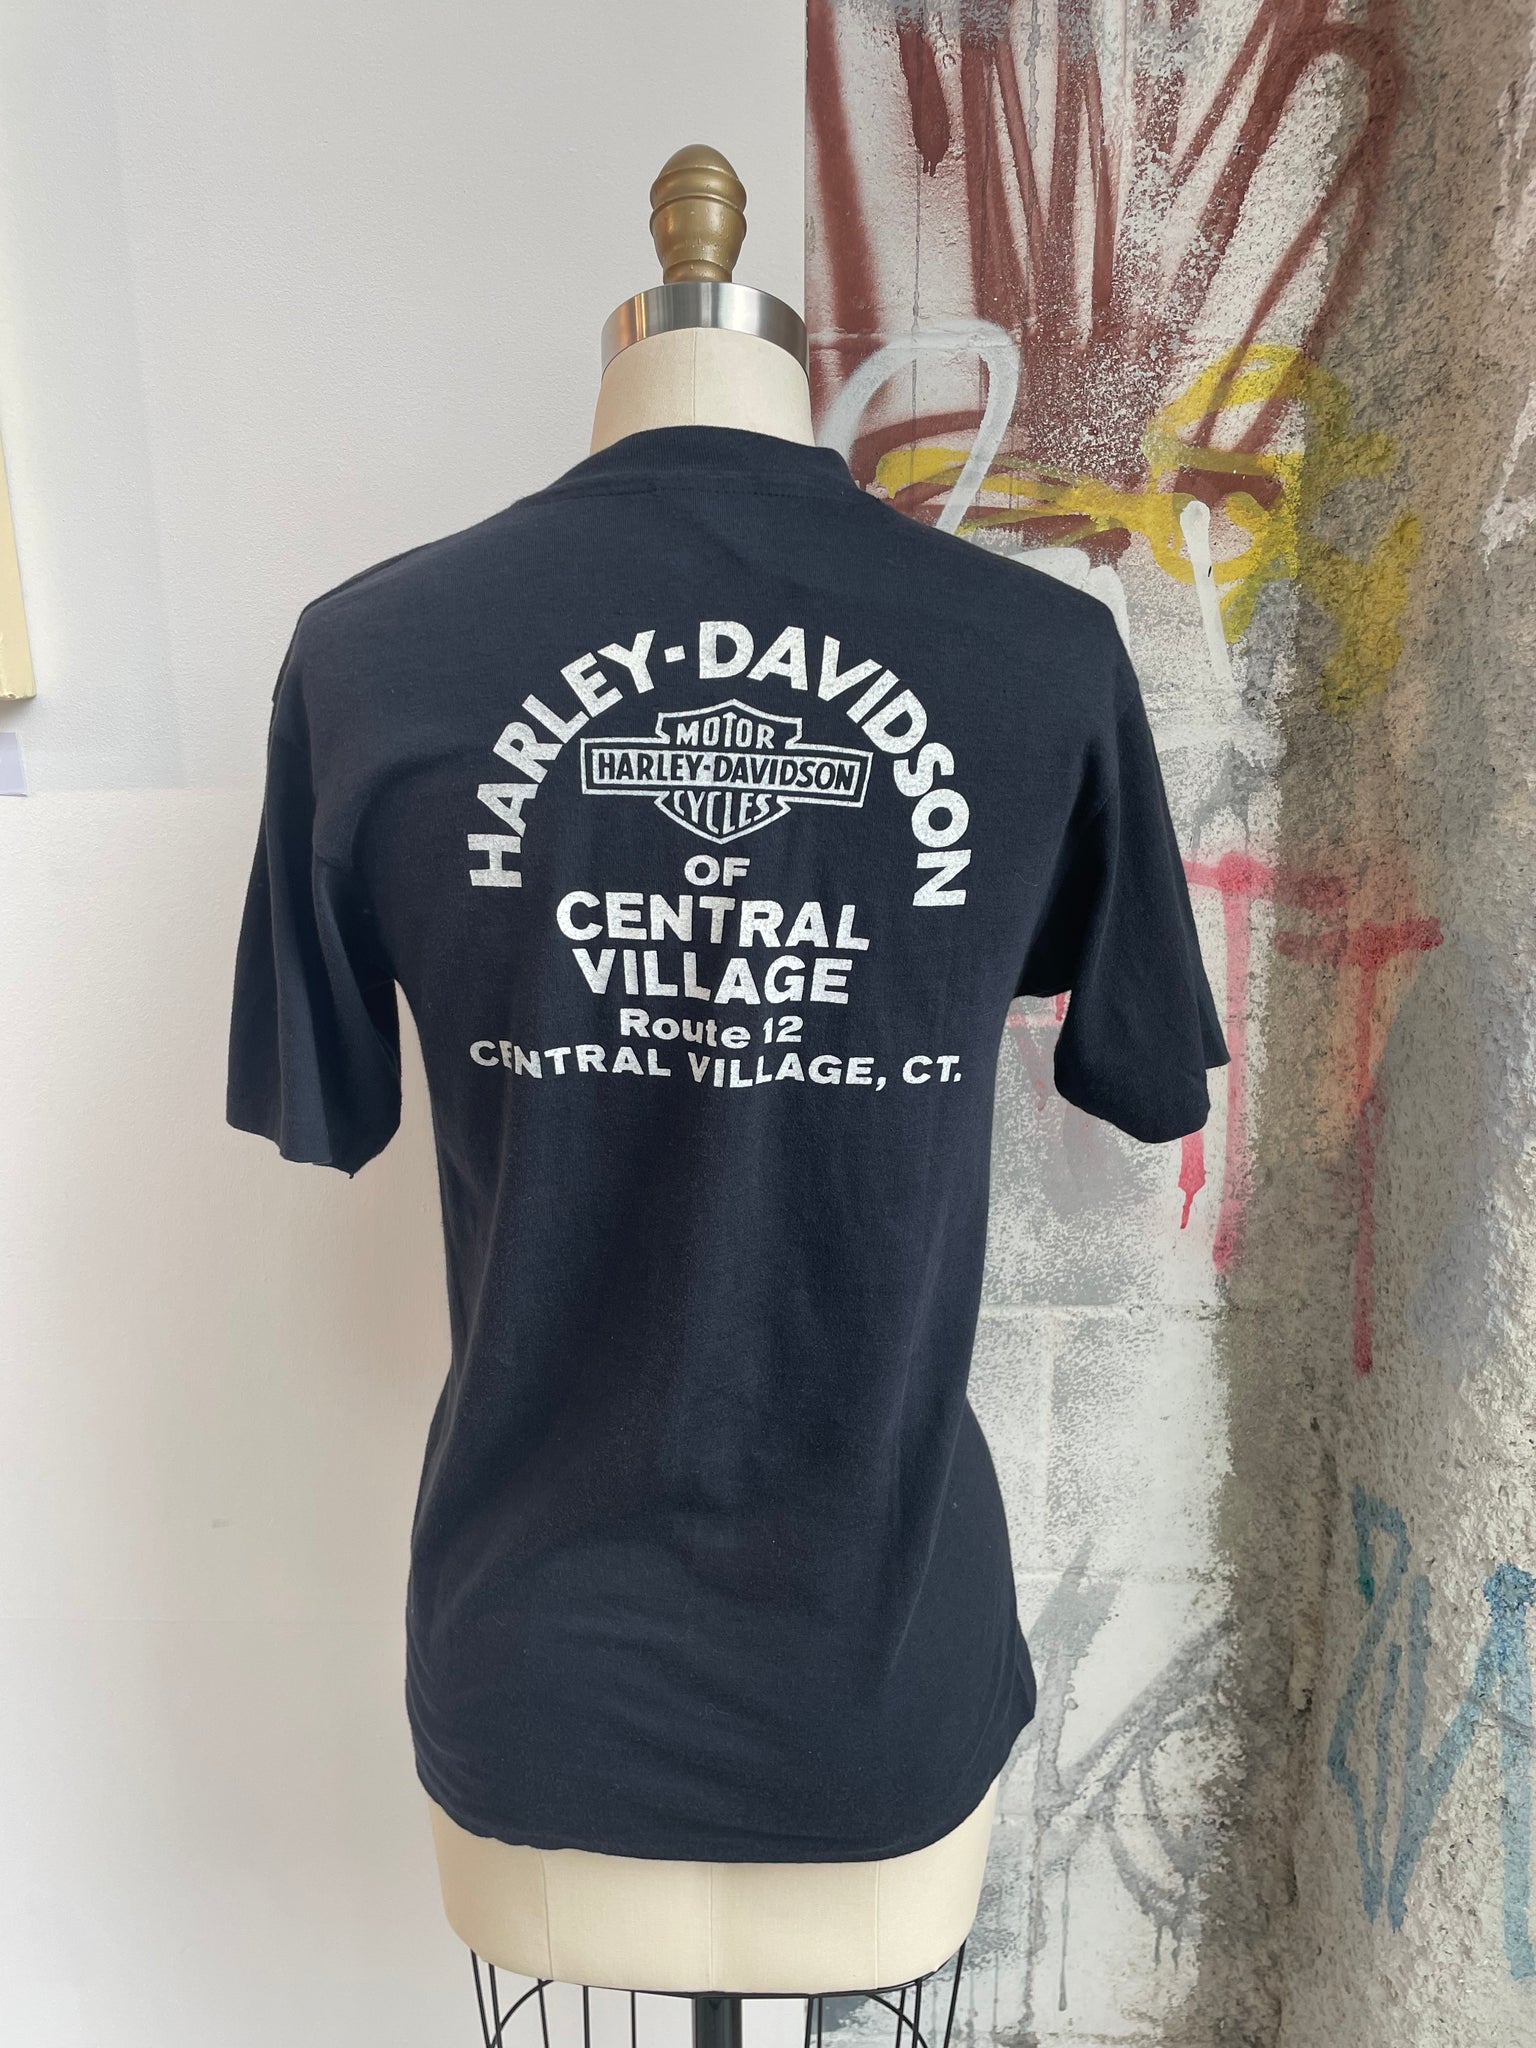 HARLEY-DAVIDSON
MOTOR
HARLEY-DAVIDSON
CYCLES
OF
CENTRAL
VILLAGE
Route 12
CENTRAL VILLAGE, CT.